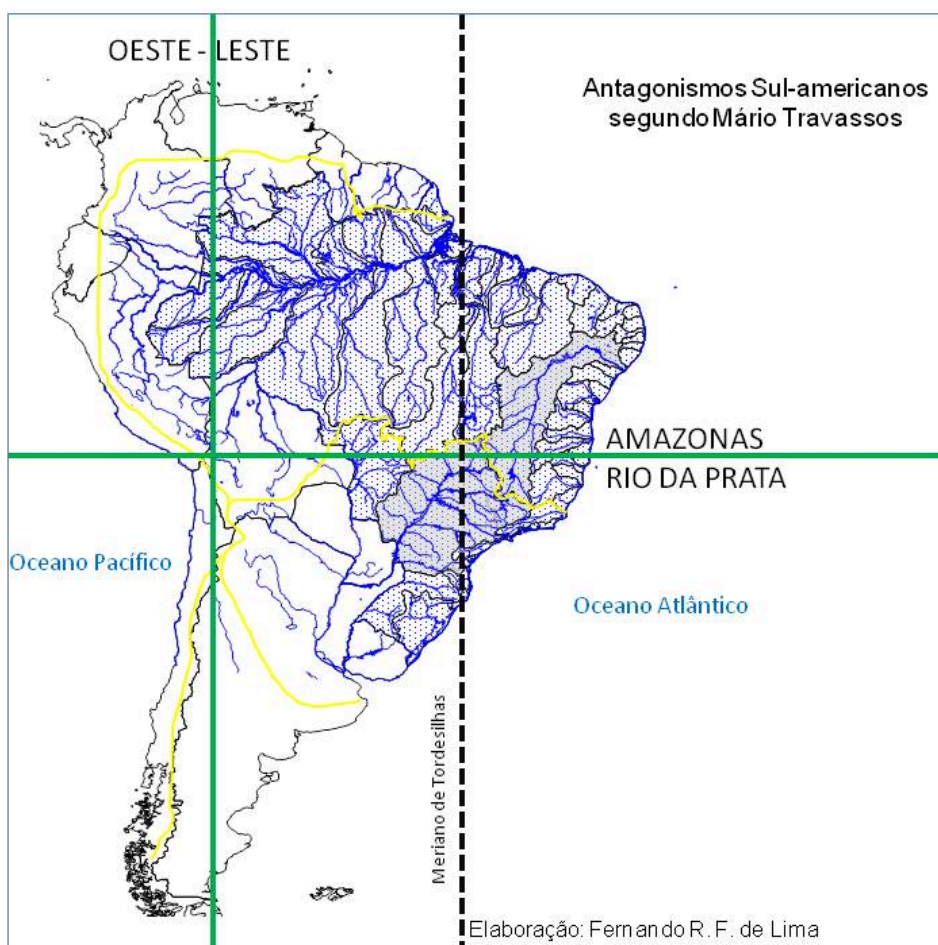 OESTE - LESTE
Antagonismos Sul-americanos
segundo Mário Travassos
AMAZONAS
RIO DA PRATA
Oceano Pacífico
Oceano Atlântico
Meriano de Tordesilhas
Elaboração: Fernando R. F. de Lima